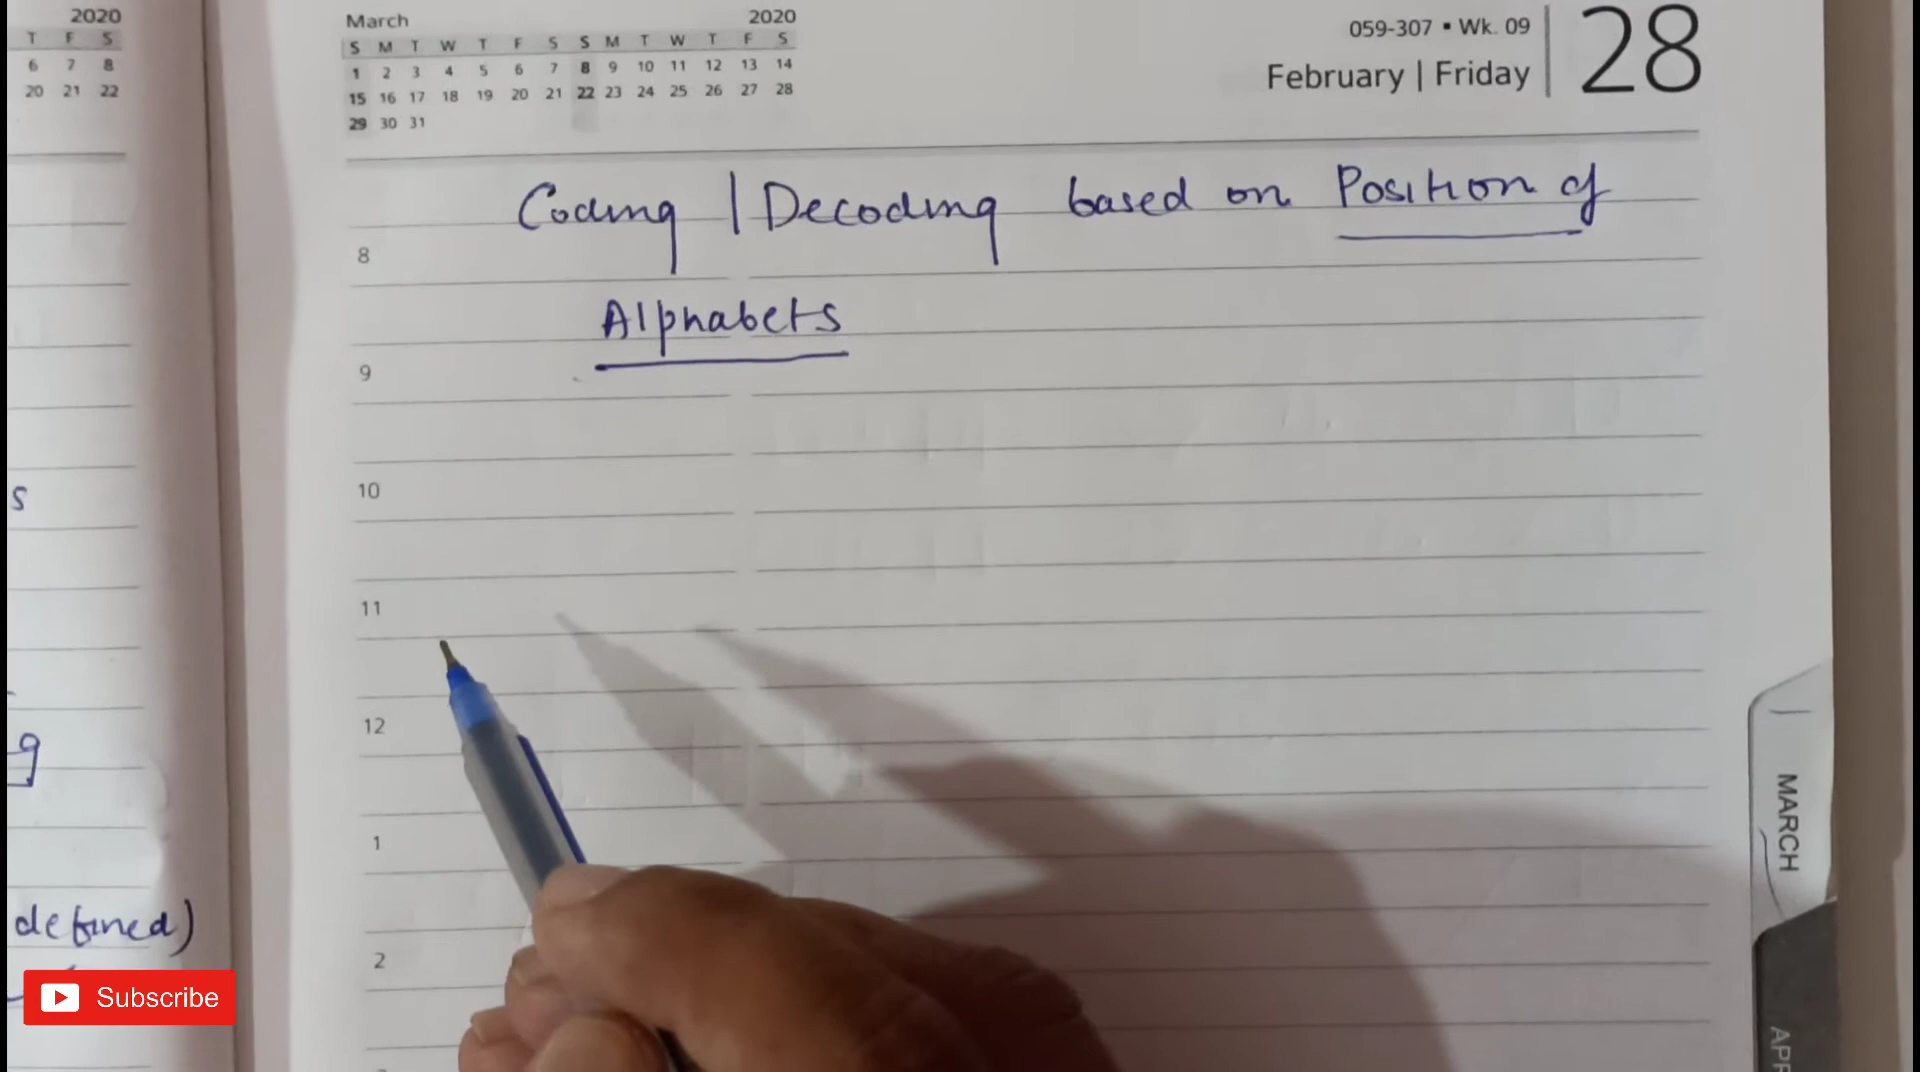 2020
T F S
6 7 8
20 21 22
s
g
defined)
March 2020
S M T W T F S S M T W T F S
1 2 3 4 5 6 7 8 9 10 11 12 13 14
15 16 17 18 19 20 21 22 23 24 25 26 27 28
29 30 31
059-307 ▪ Wk. 09
February | Friday
28
Coding | Decoding based on Position of
Alphabets
8
9
10
11
12
1
2
MARCH
APR
Subscribe